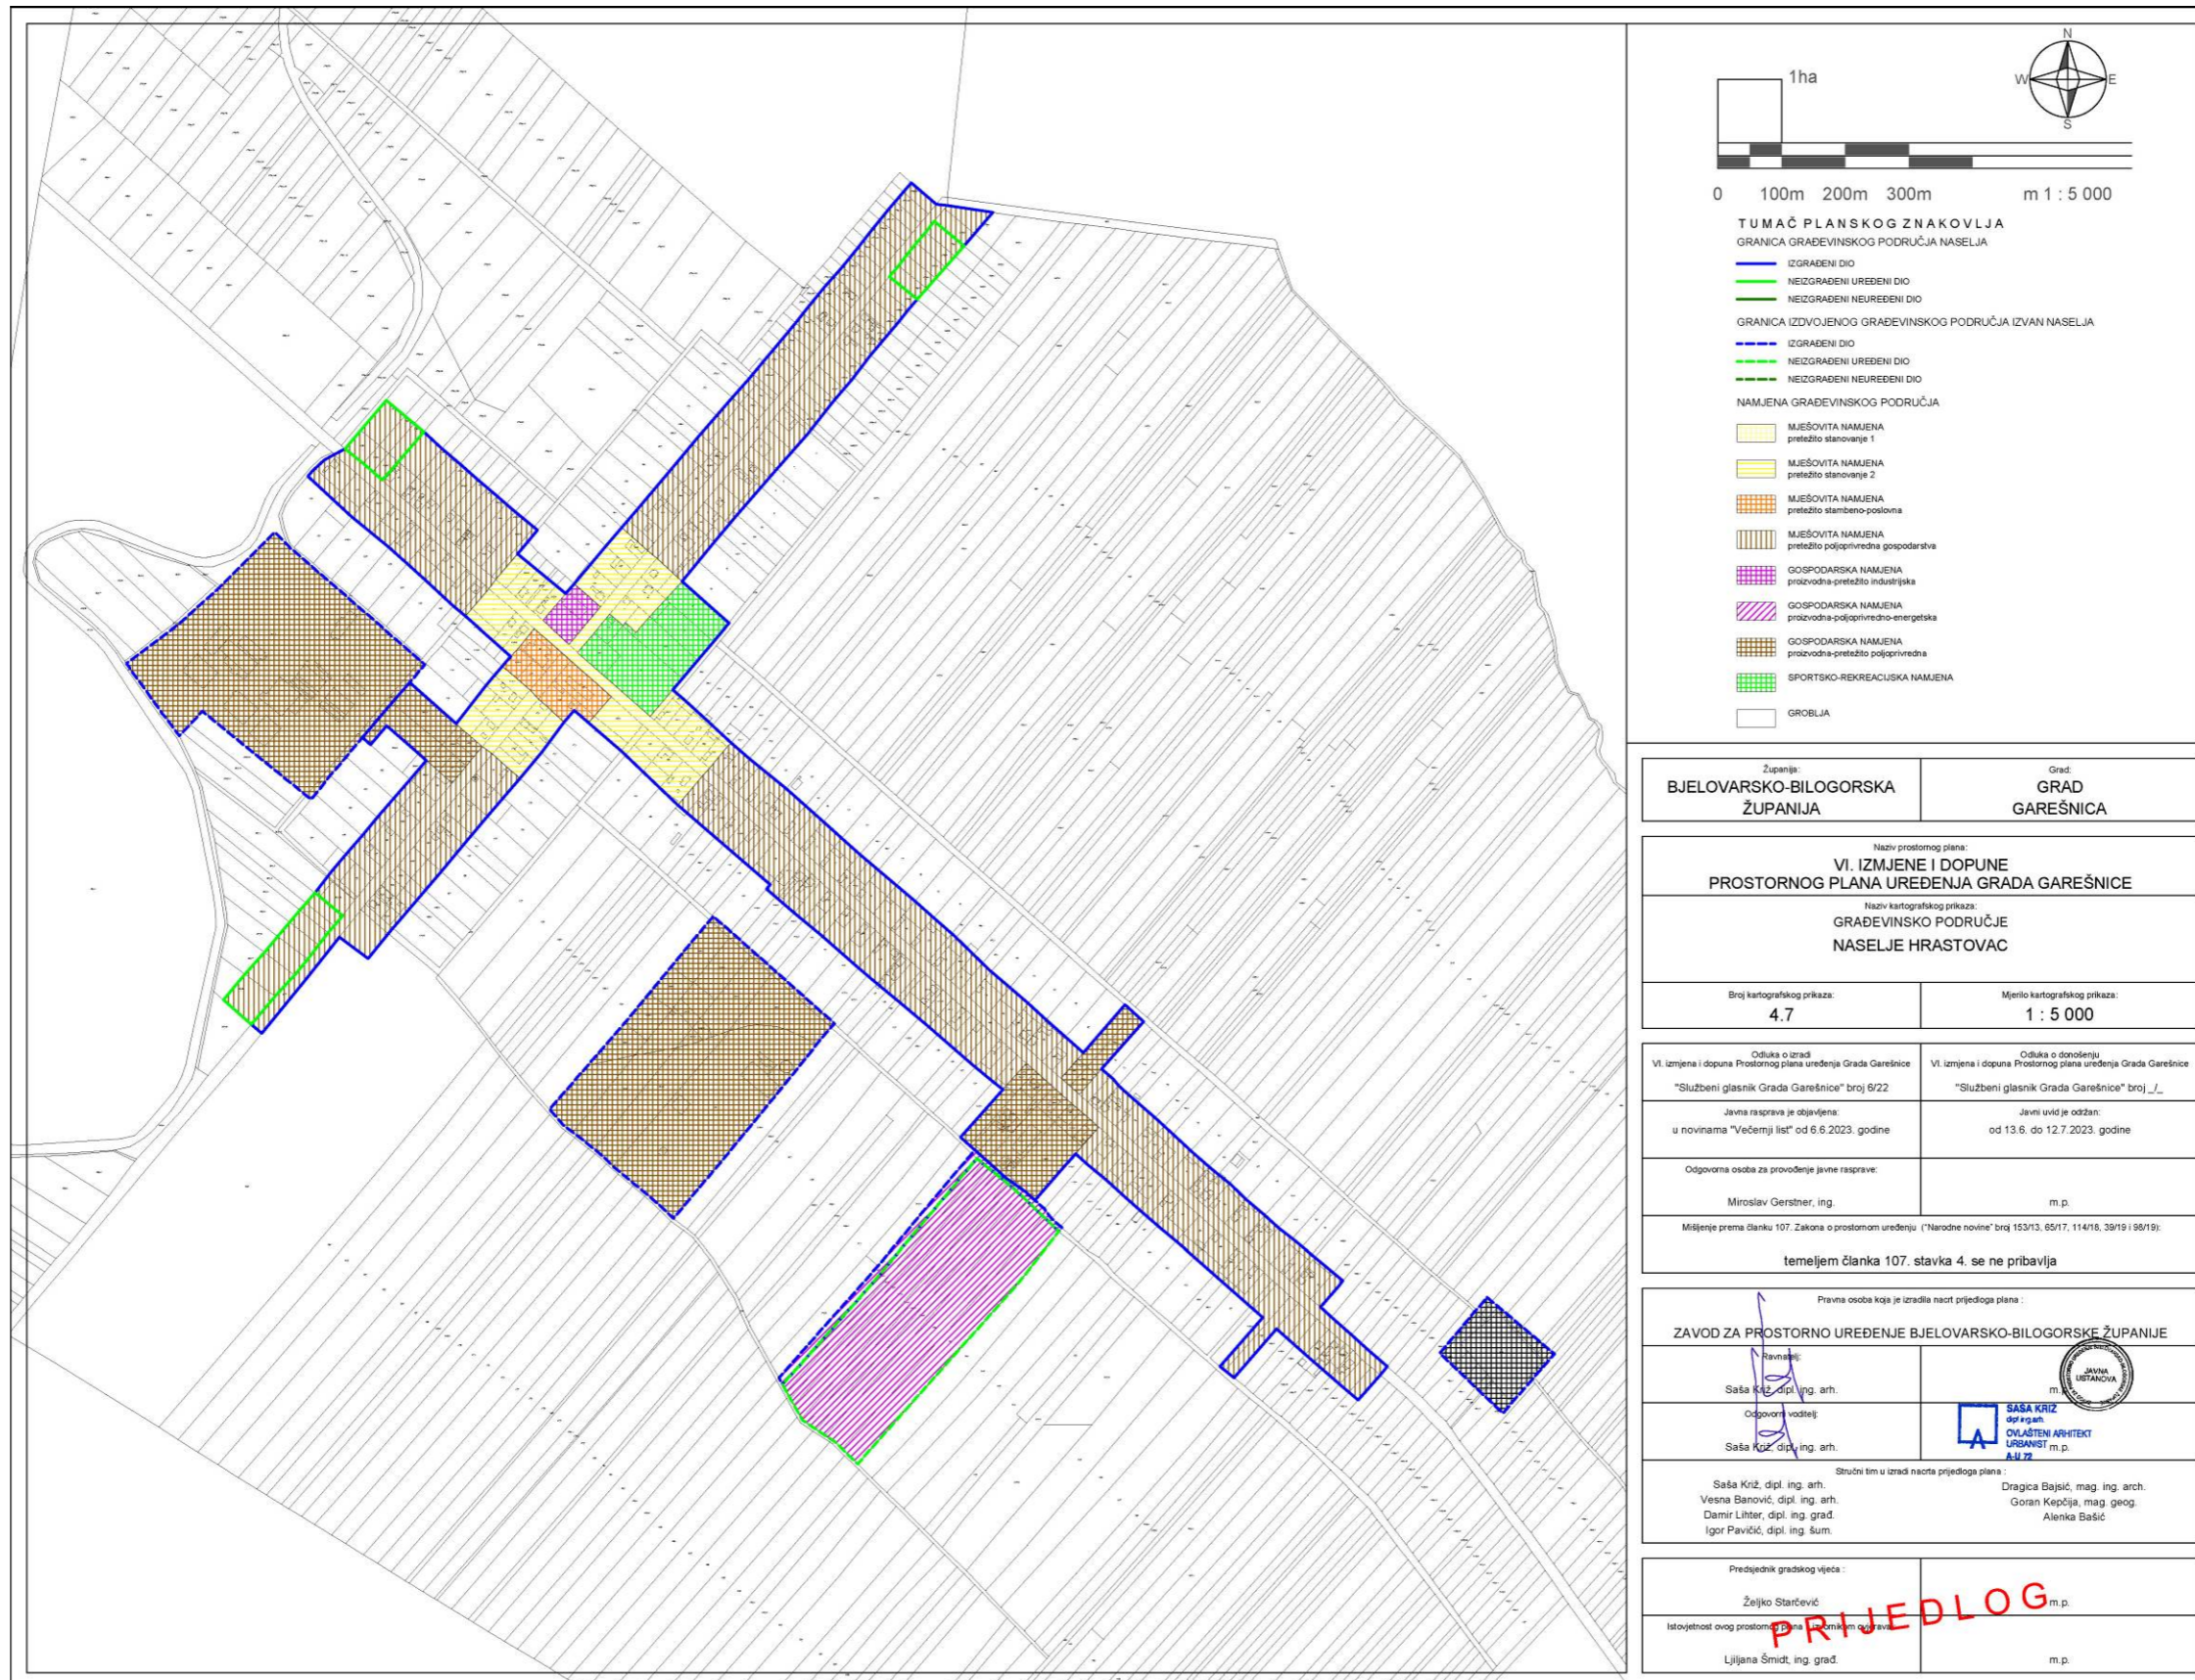 N
W
E
S
1ha
0 100m 200m 300m m 1 : 5 000
TUMAČ PLANSKOG ZNAKOVLJA
GRANICA GRAĐEVINSKOG PODRUČJA NASELJA
IZGRAĐENI DIO
NEIZGRAĐENI UREĐENI DIO
NEIZGRAĐENI NEUREĐENI DIO
GRANICA IZDVOJENOG GRAĐEVINSKOG PODRUČJA IZVAN NASELJA
IZGRAĐENI DIO
NEIZGRAĐENI UREĐENI DIO
NEIZGRAĐENI NEUREĐENI DIO
NAMJENA GRAĐEVINSKOG PODRUČJA
MJEŠOVITA NAMJENA
pretežito stanovanje 1
MJEŠOVITA NAMJENA
pretežito stanovanje 2
MJEŠOVITA NAMJENA
pretežito stambeno-poslovna
MJEŠOVITA NAMJENA
pretežito poljoprivredna gospodarstva
GOSPODARSKA NAMJENA
proizvodna-pretežito industrijska
GOSPODARSKA NAMJENA
proizvodna-poljoprivredno-energetska
GOSPODARSKA NAMJENA
proizvodna-pretežito poljoprivredna
SPORTSKO-REKREACIJSKA NAMJENA
GROBLJA
Županija:
BJELOVARSKO-BILOGORSKA
ŽUPANIJA
Grad:
GRAD
GAREŠNICA
Naziv prostornog plana:
VI. IZMJENE I DOPUNE
PROSTORNOG PLANA UREĐENJA GRADA GAREŠNICE
Naziv kartografskog prikaza:
GRAĐEVINSKO PODRUČJE
NASELJE HRASTOVAC
Broj kartografskog prikaza:
4.7
Mjerilo kartografskog prikaza:
1 : 5 000
Odluka o izradi
VI. izmjena i dopuna Prostornog plana uređenja Grada Garešnice
"Službeni glasnik Grada Garešnice" broj 6/22
Odluka o donošenju
VI. izmjena i dopuna Prostornog plana uređenja Grada Garešnice
"Službeni glasnik Grada Garešnice" broj _/_
Javna rasprava je objavljena:
u novinama "Večernji list" od 6.6.2023. godine
Javni uvid je održan:
od 13.6. do 12.7.2023. godine
Odgovorna osoba za provođenje javne rasprave:
Miroslav Gerstner, ing.
m.p.
Mišljenje prema članku 107. Zakona o prostornom uređenju ("Narodne novine" broj 153/13, 65/17, 114/18, 39/19 i 98/19):
temeljem članka 107. stavka 4. se ne pribavlja
Pravna osoba koja je izradila nacrt prijedloga plana :
ZAVOD ZA PROSTORNO UREĐENJE BJELOVARSKO-BILOGORSKE ŽUPANIJE
Ravnatelj:
Saša Križ, dipl. ing. arh.
m.p.
JAVNA
USTANOVA
Odgovorni voditelj:
Saša Križ, dipl. ing. arh.
m.p.
A
SAŠA KRIŽ
dipl.ing.arh.
OVLAŠTENI ARHITEKT
URBANIST
A-U 72
Stručni tim u izradi nacrta prijedloga plana :
Saša Križ, dipl. ing. arh.
Vesna Banović, dipl. ing. arh.
Damir Lihter, dipl. ing. građ.
Igor Pavičić, dipl. ing. šum.
Dragica Bajsić, mag. ing. arch.
Goran Kepčija, mag. geog.
Alenka Bašić
Predsjednik gradskog vijeća :
Željko Starčević
m.p.
PRIJEDLOG
Istovjetnost ovog prostornog plana s izvornikom ovjerava:
Ljiljana Šmidt, ing. građ.
m.p.